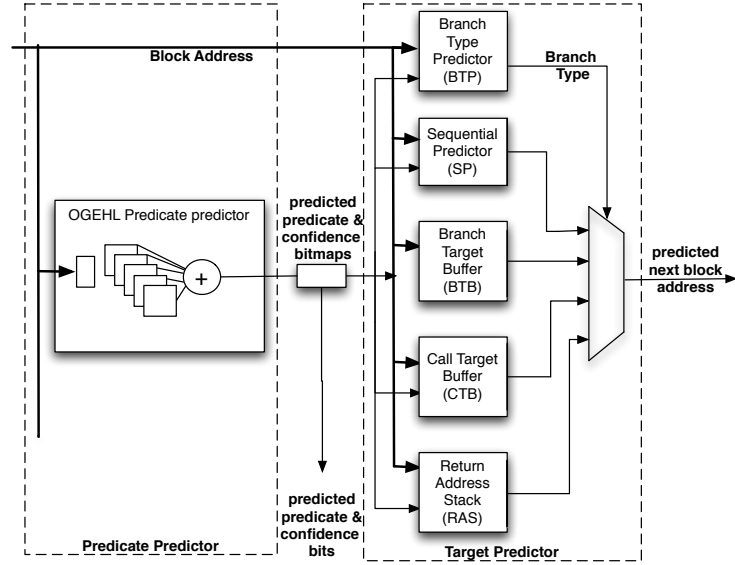 Block Address
Branch
Type
Predictor
(BTP)
Branch
Type
Sequential
Predictor
(SP)
OGEHL Predicate predictor
+
predicted
predicate &
confidence
bitmaps
Branch
Target
Buffer
(BTB)
predicted
next block
address
Call Target
Buffer
(CTB)
Return
Address
Stack
(RAS)
predicted
predicate &
confidence
bits
Predicate Predictor
Target Predictor